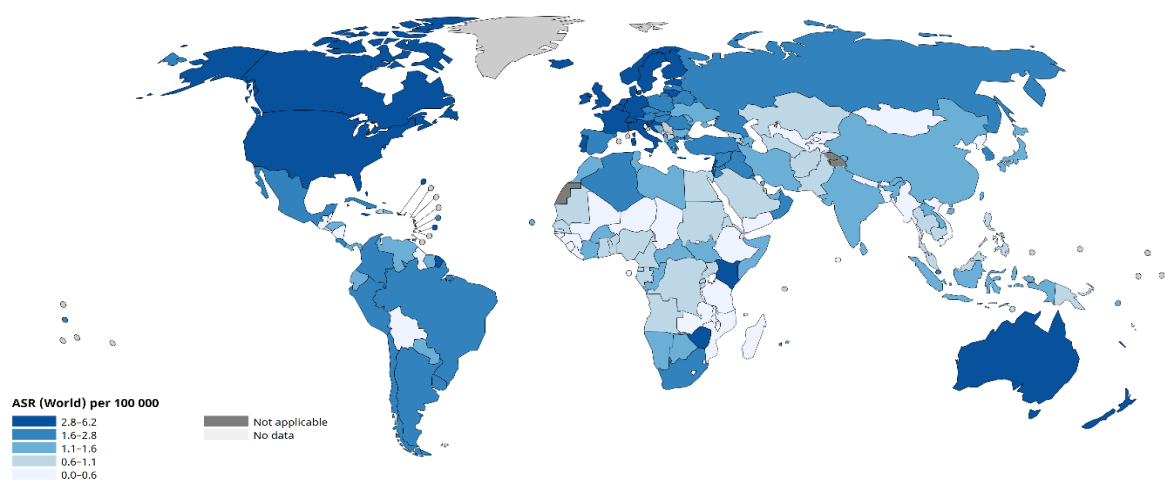 ASR (World) per 100 000
2.8–6.2
1.6–2.8
1.1–1.6
0.6–1.1
0.0–0.6
Not applicable
No data